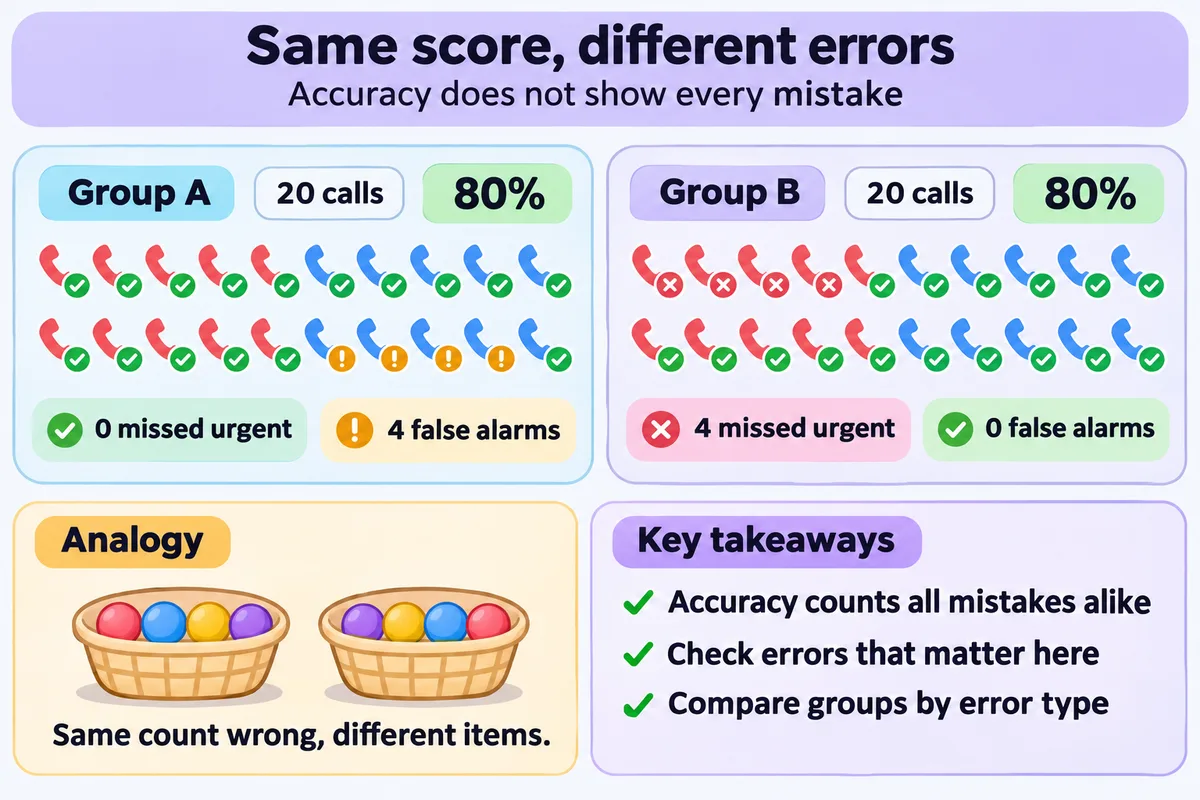 Same score, different errors
Accuracy does not show every mistake
Group A
20 calls
80%
0 missed urgent
4 false alarms
Group B
20 calls
80%
4 missed urgent
0 false alarms
Analogy
Same count wrong, different items.
Key takeaways
Accuracy counts all mistakes alike
Check errors that matter here
Compare groups by error type